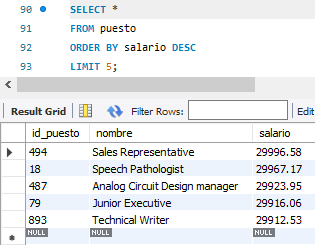 90 SELECT *
91 FROM puesto
92 ORDER BY salario DESC
93 LIMIT 5;
Result Grid Filter Rows: Edit
id_puesto nombre salario
494 Sales Representative 29996.58
18 Speech Pathologist 29967.17
487 Analog Circuit Design manager 29923.95
79 Junior Executive 29916.06
893 Technical Writer 29912.53
NULL NULL NULL